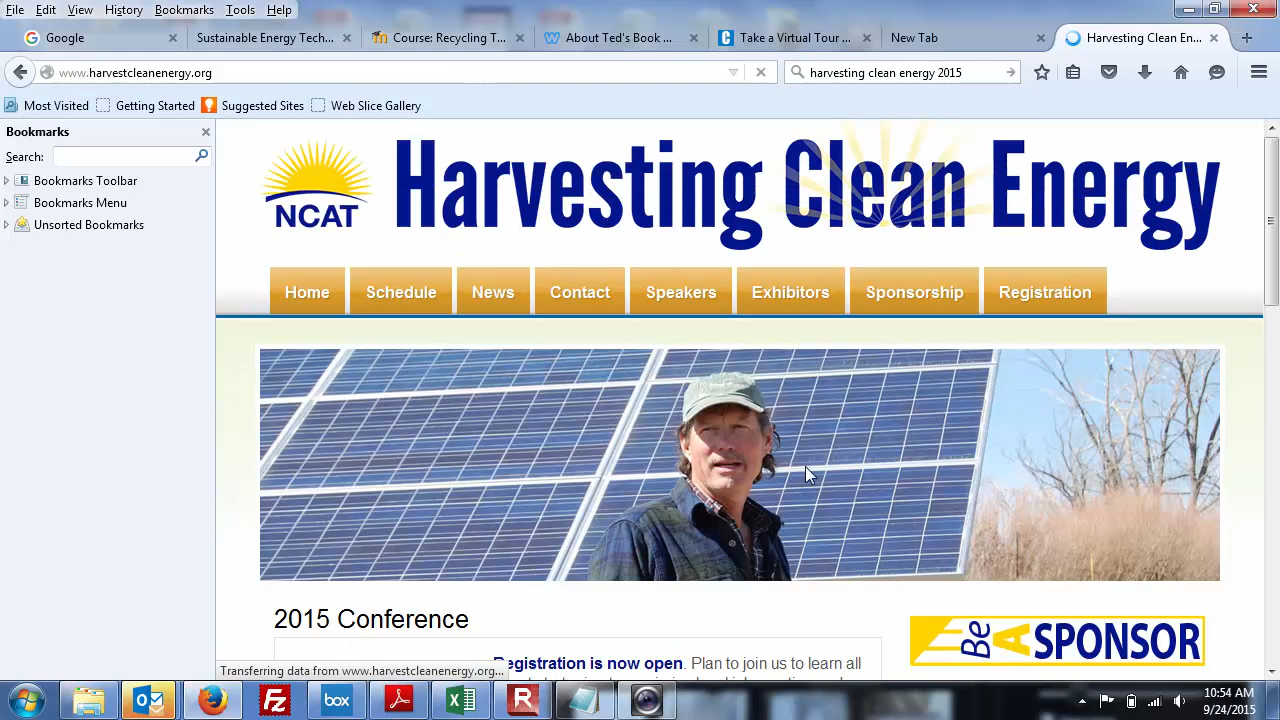 File Edit View History Bookmarks Tools Help
Google Sustainable Energy Tech... Course: Recycling T... About Ted's Book ... Take a Virtual Tour ... New Tab Harvesting Clean En...
www.harvestcleanenergy.org harvesting clean energy 2015
Most Visited Getting Started Suggested Sites Web Slice Gallery
Bookmarks
Search:
Bookmarks Toolbar
Bookmarks Menu
Unsorted Bookmarks
NCAT Harvesting Clean Energy
Home Schedule News Contact Speakers Exhibitors Sponsorship Registration
2015 Conference
Be A SPONSOR
Registration is now open. Plan to join us to learn all
Transferring data from www.harvestcleanenergy.org...
box
10:54 AM
9/24/2015